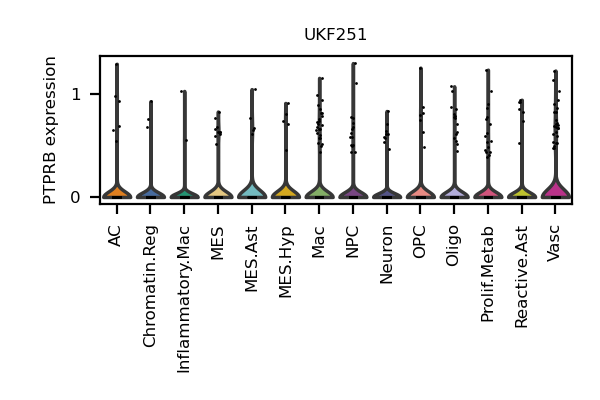 UKF251
PTPRB expression
1
0
AC
Chromatin.Reg
Inflammatory.Mac
MES
MES.Ast
MES.Hyp
Mac
NPC
Neuron
OPC
Oligo
Prolif.Metab
Reactive.Ast
Vasc